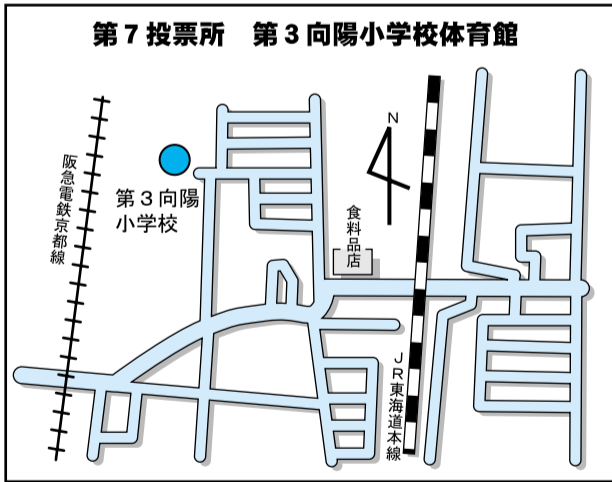 第７投票所　第３向陽小学校体育館
阪急電鉄京都線
第３向陽
小学校
食料品店
N
ＪＲ東海道本線